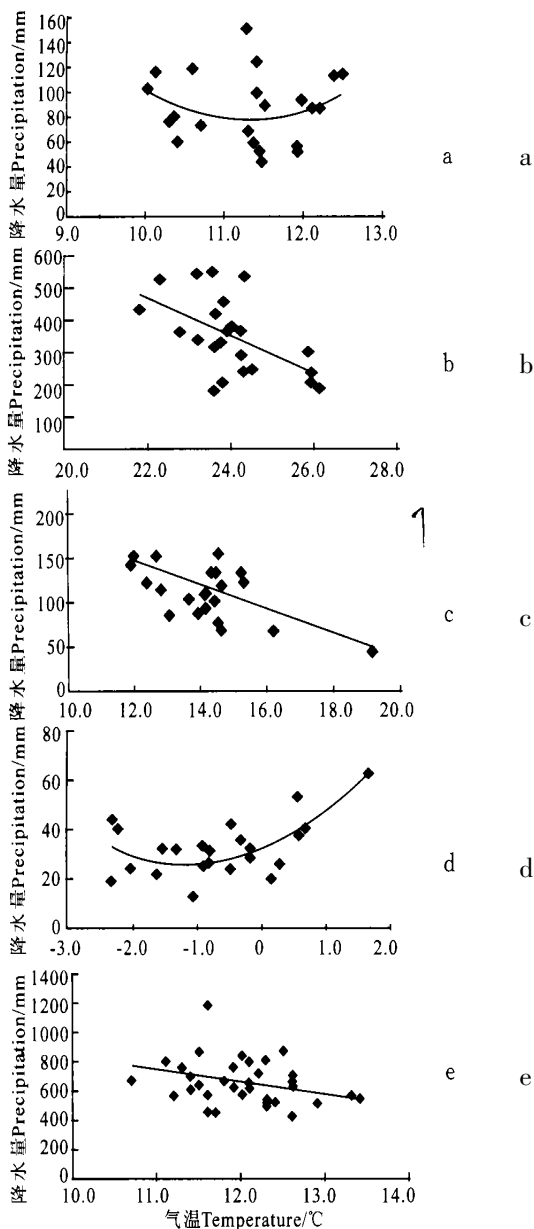 降水量Precipitation/mm
160
140
120
100
80
60
40
20
0
9.0 10.0 11.0 12.0 13.0
a a
降水量Precipitation/mm
600
500
400
300
200
100
20.0 22.0 24.0 26.0 28.0
b b
降水量Precipitation/mm
200
150
100
50
0
10.0 12.0 14.0 16.0 18.0 20.0
1
c c
降水量Precipitation/mm
80
60
40
20
0
-3.0 -2.0 -1.0 0 1.0 2.0
d d
降水量Precipitation/mm
1400
1200
1000
800
600
400
200
0
10.0 11.0 12.0 13.0 14.0
e e
气温Temperature/℃